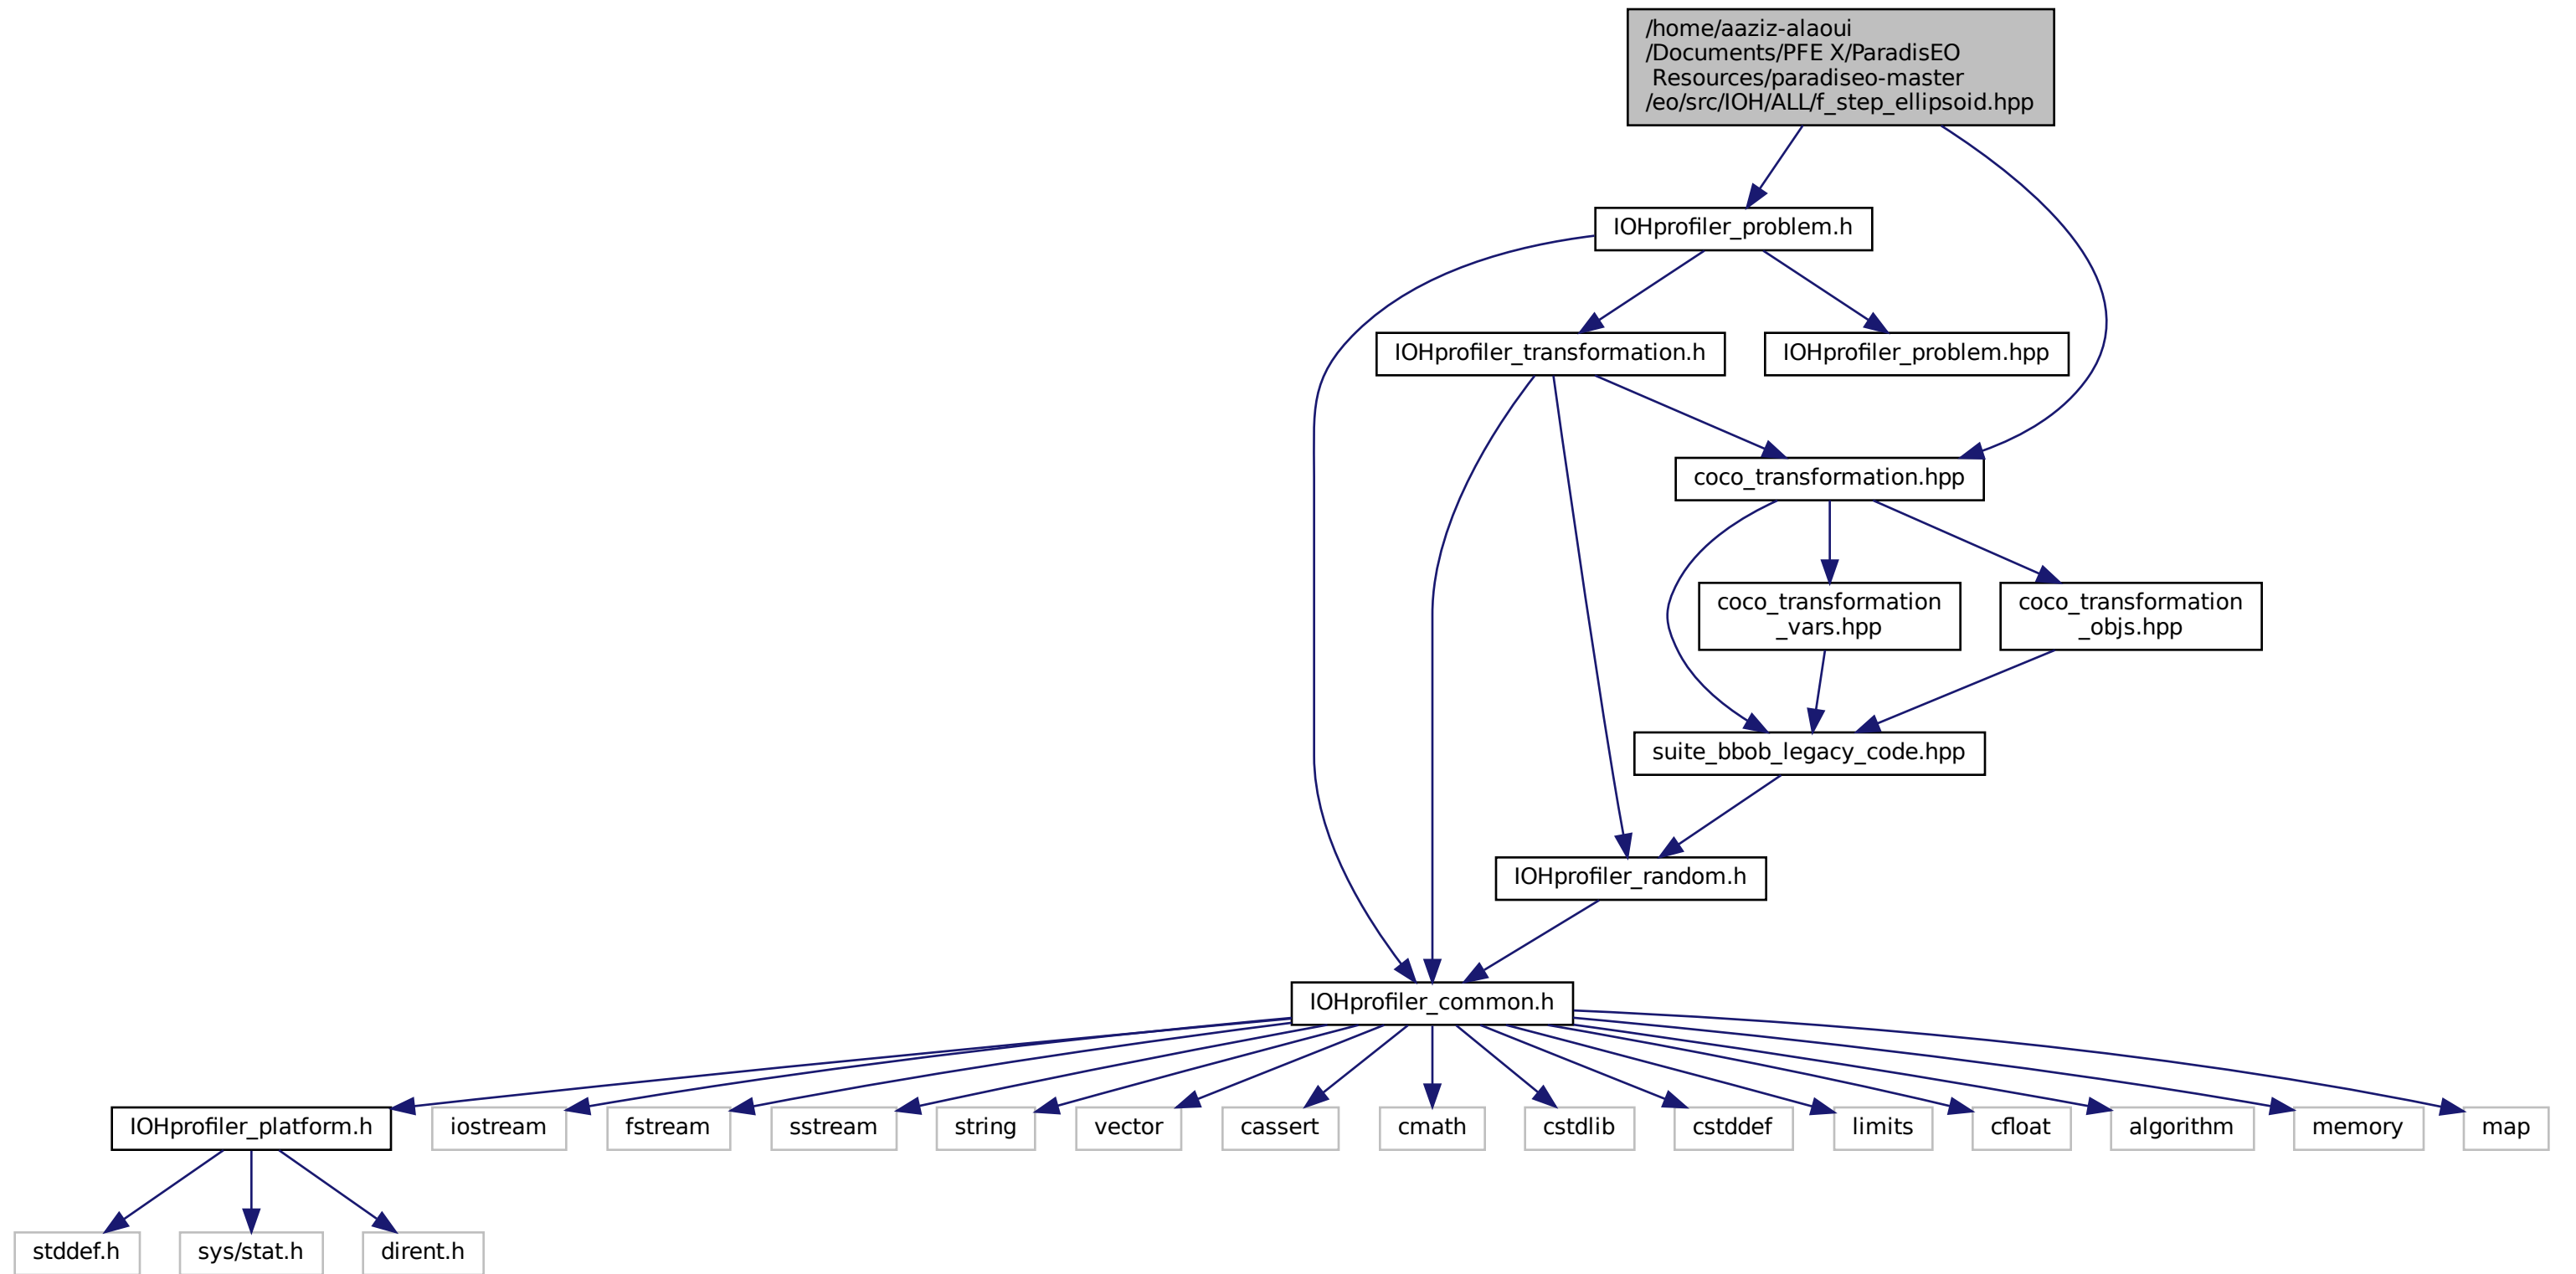 /home/aaziz-alaoui
/Documents/PFE X/ParadisEO
Resources/paradiseo-master
/eo/src/IOH/ALL/f_step_ellipsoid.hpp
IOHprofiler_problem.h
IOHprofiler_transformation.h
IOHprofiler_problem.hpp
coco_transformation.hpp
coco_transformation
_vars.hpp
coco_transformation
_objs.hpp
suite_bbob_legacy_code.hpp
IOHprofiler_random.h
IOHprofiler_common.h
IOHprofiler_platform.h
iostream
fstream
sstream
string
vector
cassert
cmath
cstdlib
cstddef
limits
cfloat
algorithm
memory
map
stddef.h
sys/stat.h
dirent.h